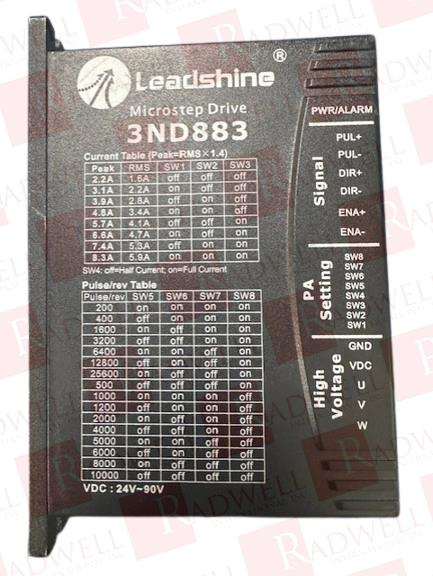 Leadshine®
Microstep Drive
3ND883
Current Table (Peak=RMS×1.4)
Peak RMS SW1 SW2 SW3
2.2A 1.6A off off off
3.1A 2.2A on off off
3.9A 2.8A off on off
4.8A 3.4A on on off
5.7A 4.1A off off on
6.6A 4.7A on off on
7.4A 5.3A off on on
8.3A 5.9A on on on
SW4: off=Half Current; on=Full Current
Pulse/rev Table
Pulse/rev SW5 SW6 SW7 SW8
200 on on on on
400 off on on on
1600 on off on on
3200 off off on on
6400 on on off on
12800 off on off on
25600 on off off on
500 off off off on
1000 on on on off
1200 off on on off
2000 on off on off
4000 off off on off
5000 on on off off
6000 off on off off
8000 on off off off
10000 off off off off
VDC : 24V~90V
PWR/ALARM
Signal
PUL+
PUL-
DIR+
DIR-
ENA+
ENA-
PA Setting
SW8
SW7
SW6
SW5
SW4
SW3
SW2
SW1
High Voltage
GND
VDC
U
V
W
RADWELL